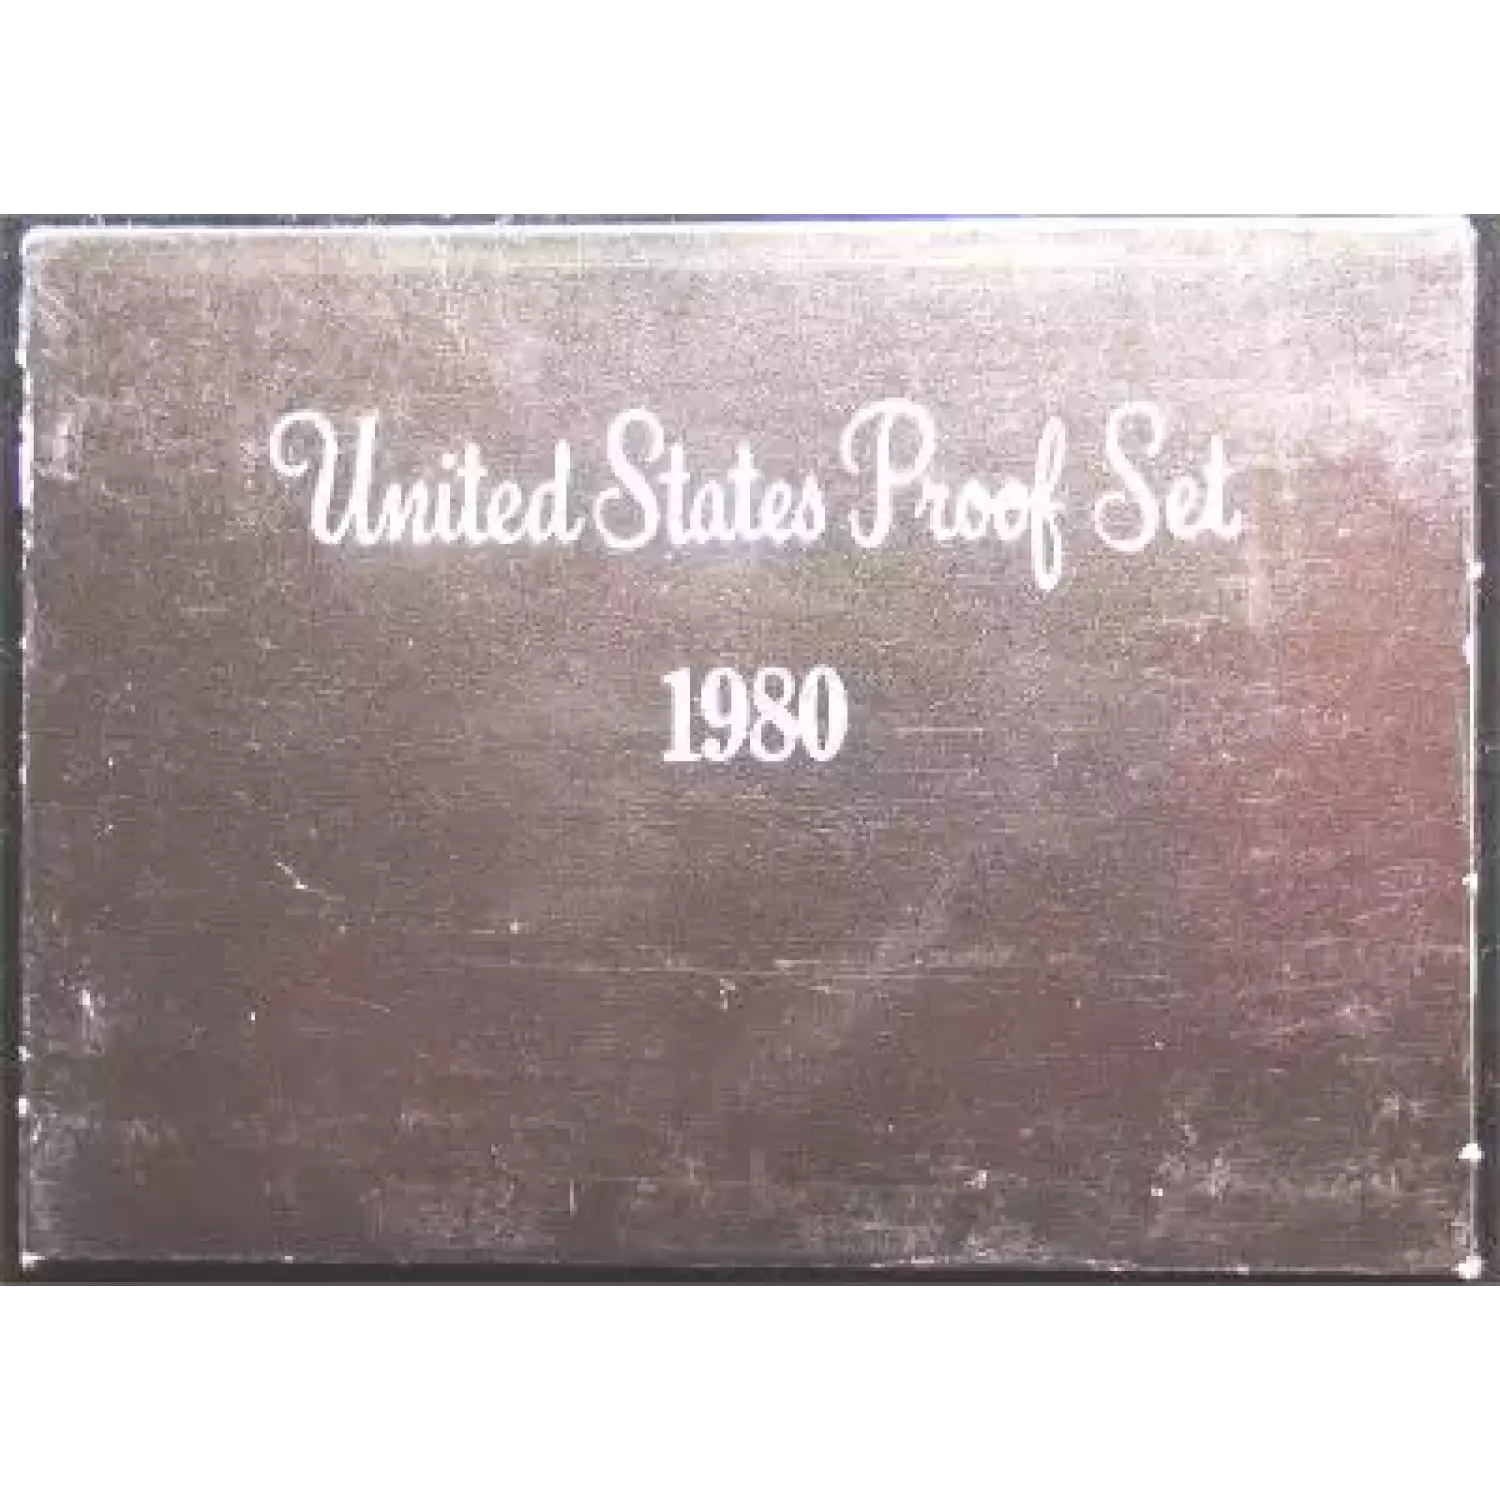 United States Proof Set
1980